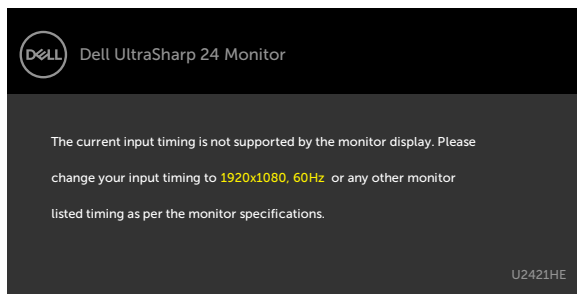 DELL Dell UltraSharp 24 Monitor
The current input timing is not supported by the monitor display. Please
change your input timing to 1920x1080, 60Hz or any other monitor
listed timing as per the monitor specifications.
U2421HE